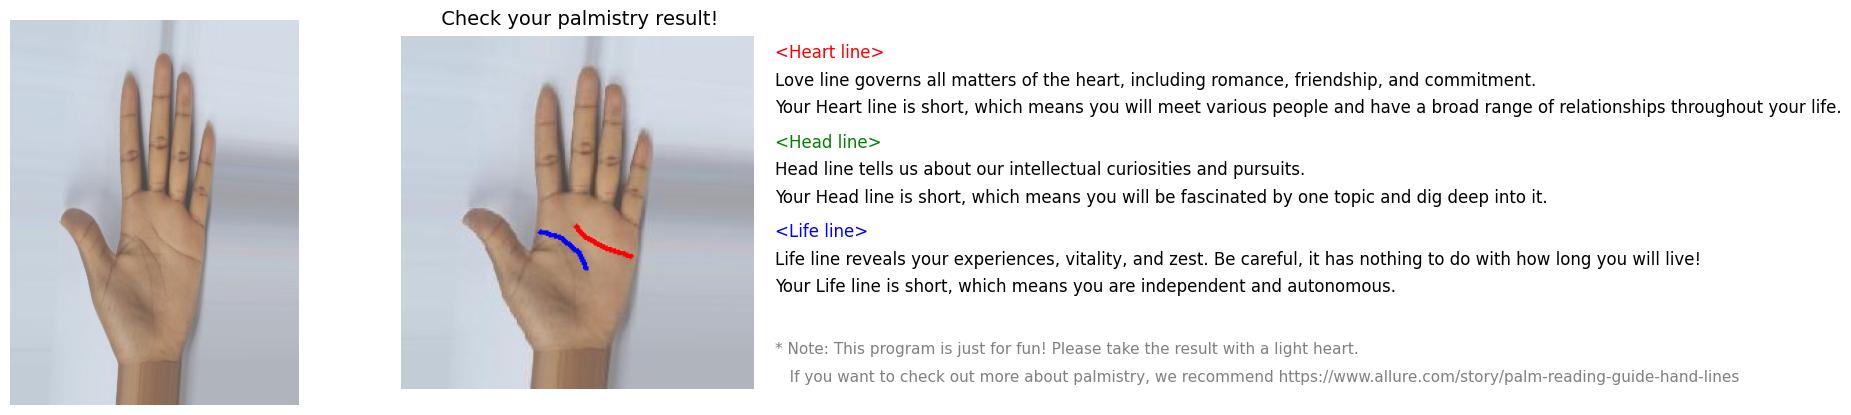 Check your palmistry result!
<Heart line>
Love line governs all matters of the heart, including romance, friendship, and commitment.
Your Heart line is short, which means you will meet various people and have a broad range of relationships throughout your life.
<Head line>
Head line tells us about our intellectual curiosities and pursuits.
Your Head line is short, which means you will be fascinated by one topic and dig deep into it.
<Life line>
Life line reveals your experiences, vitality, and zest. Be careful, it has nothing to do with how long you will live!
Your Life line is short, which means you are independent and autonomous.
* Note: This program is just for fun! Please take the result with a light heart.
If you want to check out more about palmistry, we recommend https://www.allure.com/story/palm-reading-guide-hand-lines